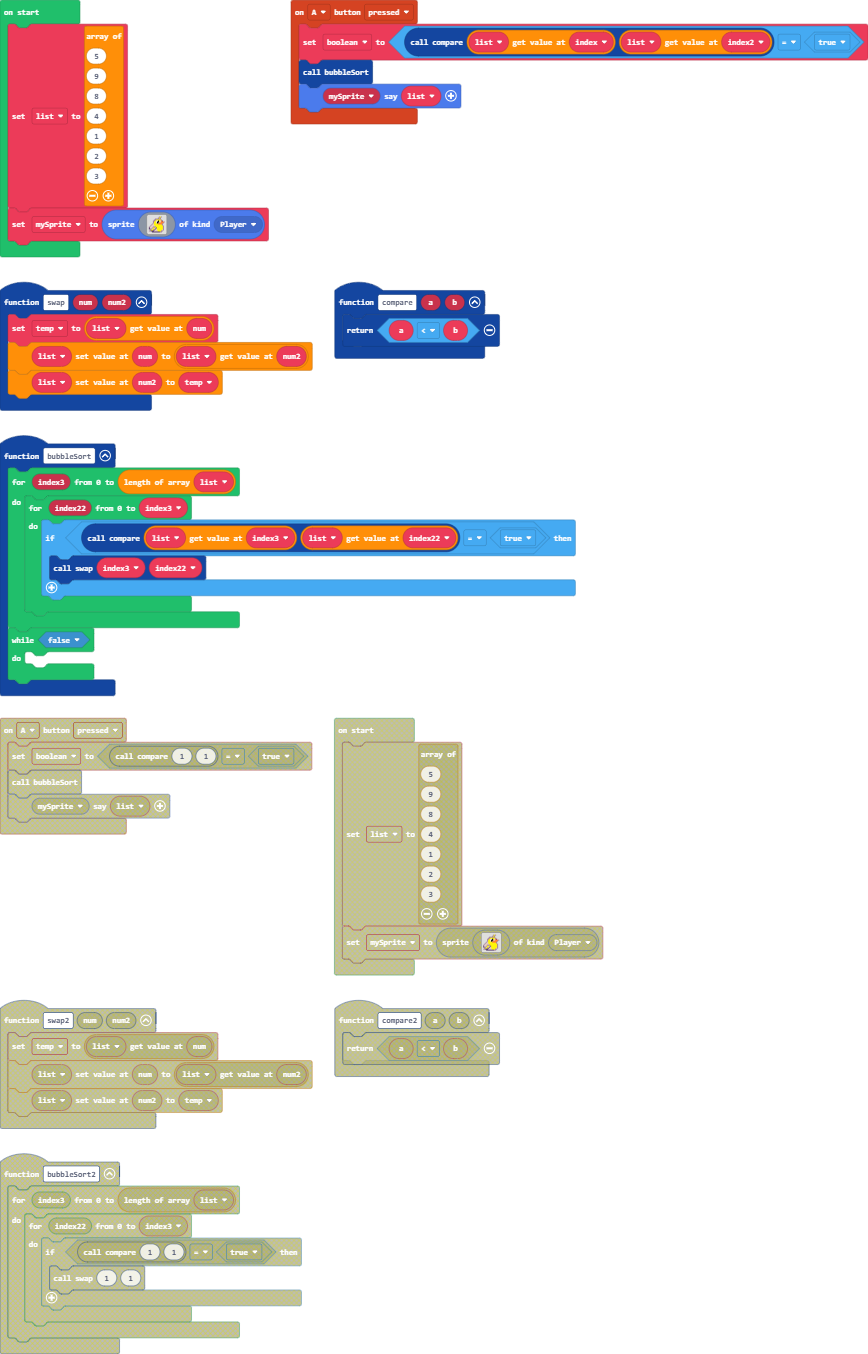 on start
array of
5
9
8
4
1
2
3
set list to
set mySprite to sprite of kind Player
on A button pressed
set boolean to call compare list get value at index list get value at index2 = true
call bubbleSort
mySprite say list
function swap num num2
set temp to list get value at num
list set value at num to list get value at num2
list set value at num2 to temp
function compare a b
return a < b
function bubbleSort
for index3 from 0 to length of array list
do
for index22 from 0 to index3
do
if call compare list get value at index3 list get value at index22 = true then
call swap index3 index22
while false
do
on A button pressed
set boolean to call compare 1 1 = true
call bubbleSort
mySprite say list
on start
array of
5
9
8
4
1
2
3
set list to
set mySprite to sprite of kind Player
function swap2 num num2
set temp to list get value at num
list set value at num to list get value at num2
list set value at num2 to temp
function compare2 a b
return a < b
function bubbleSort2
for index3 from 0 to length of array list
do
for index22 from 0 to index3
do
if call compare 1 1 = true then
call swap 1 1